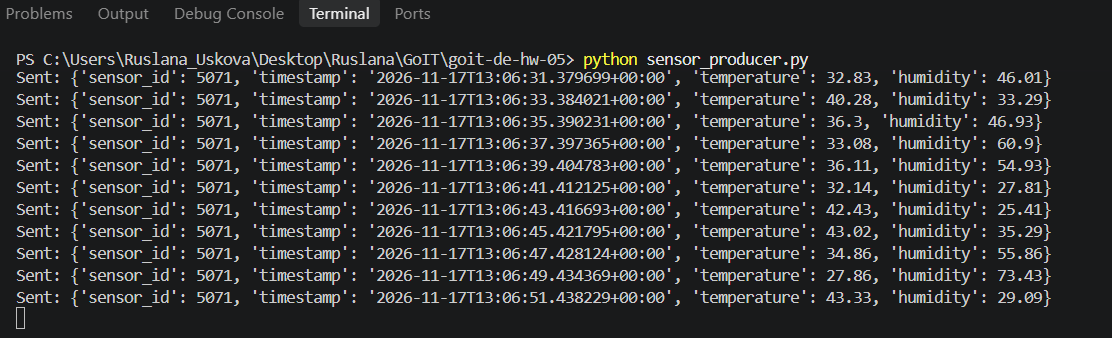 Problems Output Debug Console Terminal Ports
PS C:\Users\Ruslana_Uskova\Desktop\Ruslana\GoIT\goit-de-hw-05> python sensor_producer.py
Sent: {'sensor_id': 5071, 'timestamp': '2026-11-17T13:06:31.379699+00:00', 'temperature': 32.83, 'humidity': 46.01}
Sent: {'sensor_id': 5071, 'timestamp': '2026-11-17T13:06:33.384021+00:00', 'temperature': 40.28, 'humidity': 33.29}
Sent: {'sensor_id': 5071, 'timestamp': '2026-11-17T13:06:35.390231+00:00', 'temperature': 36.3, 'humidity': 46.93}
Sent: {'sensor_id': 5071, 'timestamp': '2026-11-17T13:06:37.397365+00:00', 'temperature': 33.08, 'humidity': 60.9}
Sent: {'sensor_id': 5071, 'timestamp': '2026-11-17T13:06:39.404783+00:00', 'temperature': 36.11, 'humidity': 54.93}
Sent: {'sensor_id': 5071, 'timestamp': '2026-11-17T13:06:41.412125+00:00', 'temperature': 32.14, 'humidity': 27.81}
Sent: {'sensor_id': 5071, 'timestamp': '2026-11-17T13:06:43.416693+00:00', 'temperature': 42.43, 'humidity': 25.41}
Sent: {'sensor_id': 5071, 'timestamp': '2026-11-17T13:06:45.421795+00:00', 'temperature': 43.02, 'humidity': 35.29}
Sent: {'sensor_id': 5071, 'timestamp': '2026-11-17T13:06:47.428124+00:00', 'temperature': 34.86, 'humidity': 55.86}
Sent: {'sensor_id': 5071, 'timestamp': '2026-11-17T13:06:49.434369+00:00', 'temperature': 27.86, 'humidity': 73.43}
Sent: {'sensor_id': 5071, 'timestamp': '2026-11-17T13:06:51.438229+00:00', 'temperature': 43.33, 'humidity': 29.09}